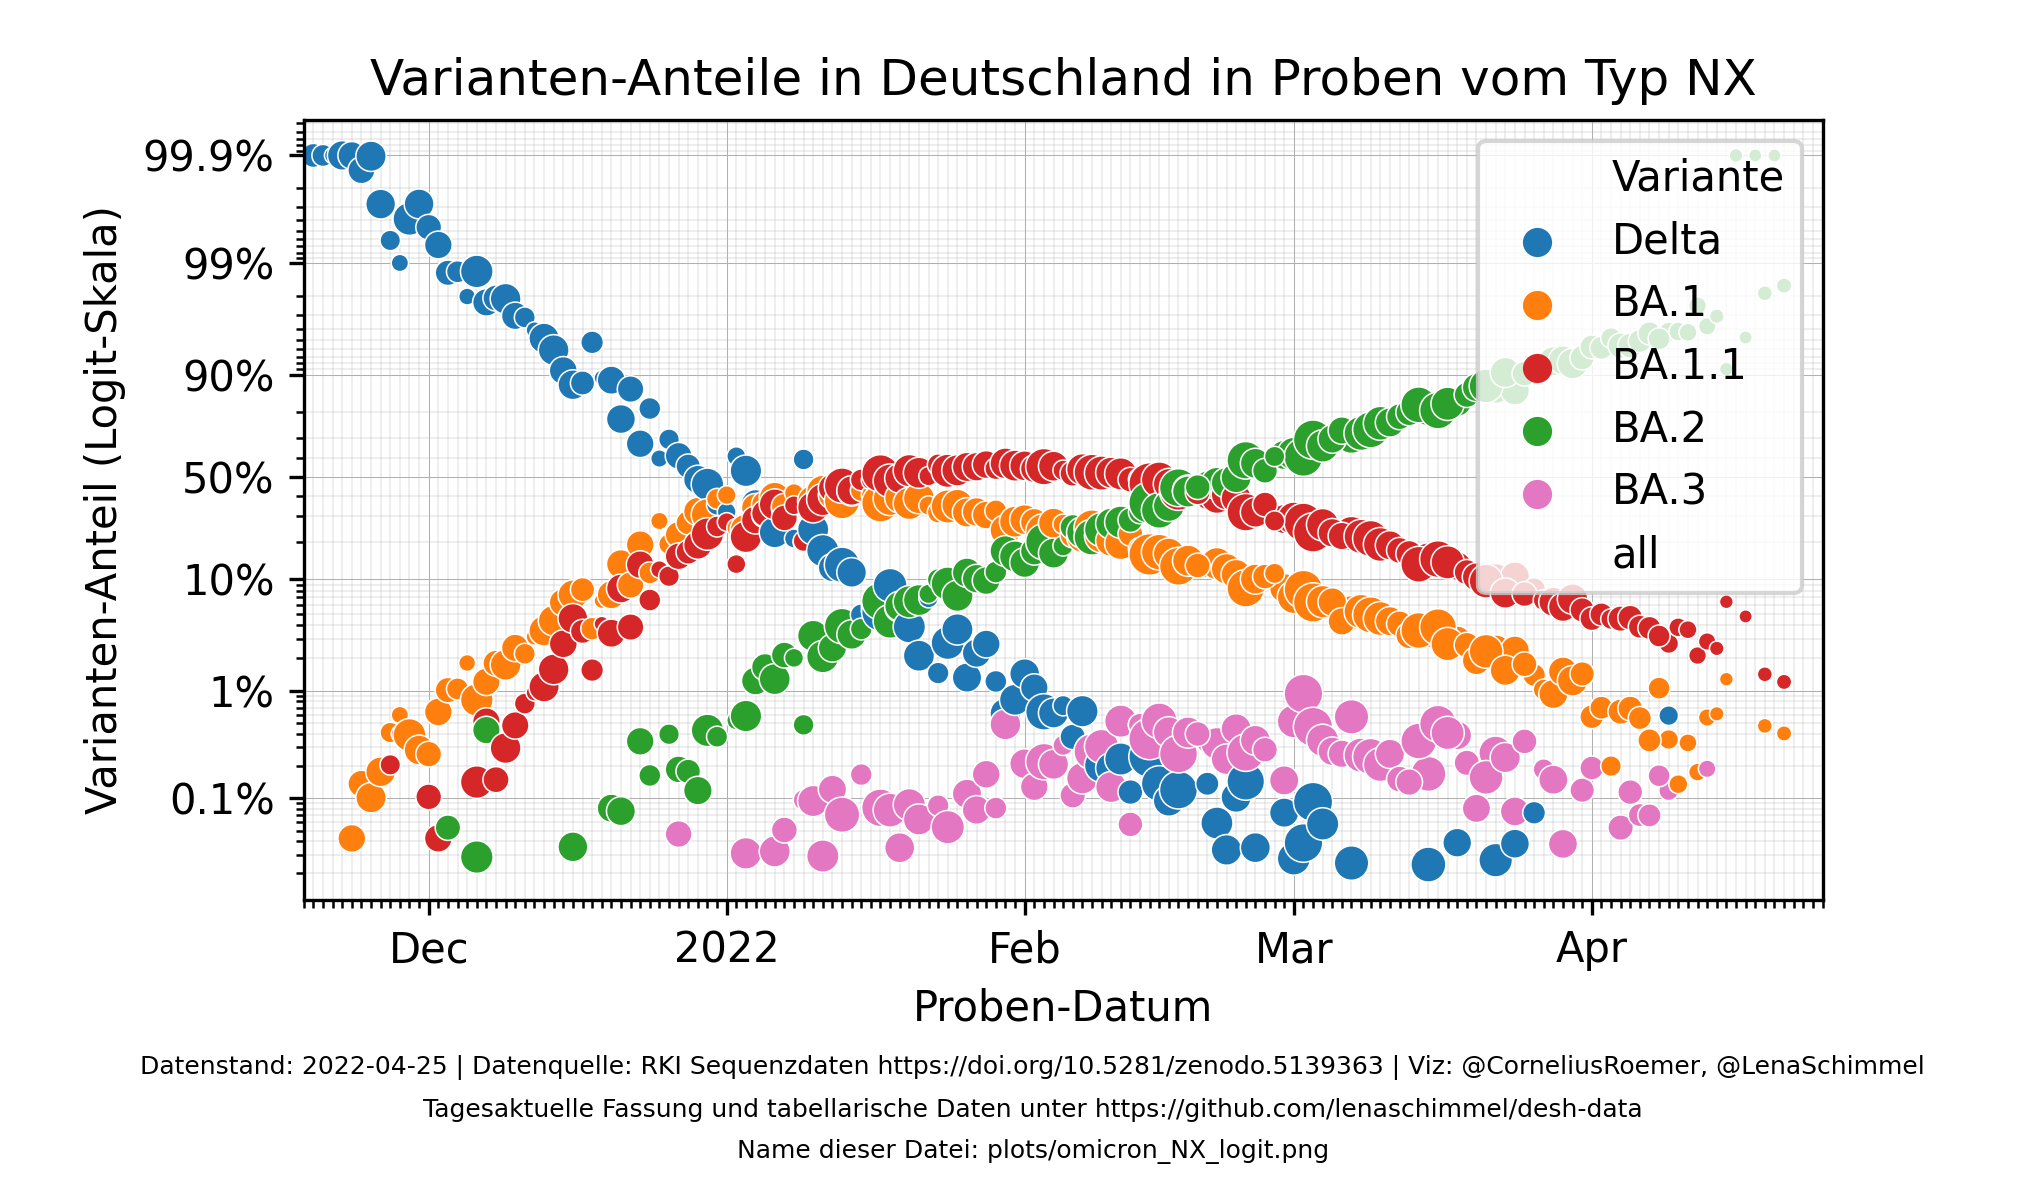 Varianten-Anteile in Deutschland in Proben vom Typ NX
Varianten-Anteil (Logit-Skala)
99.9%
99%
90%
50%
10%
1%
0.1%
Variante
Delta
BA.1
BA.1.1
BA.2
BA.3
all
Dec
2022
Feb
Mar
Apr
Proben-Datum
Datenstand: 2022-04-25 | Datenquelle: RKI Sequenzdaten https://doi.org/10.5281/zenodo.5139363 | Viz: @CorneliusRoemer, @LenaSchimmel
Tagesaktuelle Fassung und tabellarische Daten unter https://github.com/lenaschimmel/desh-data
Name dieser Datei: plots/omicron_NX_logit.png